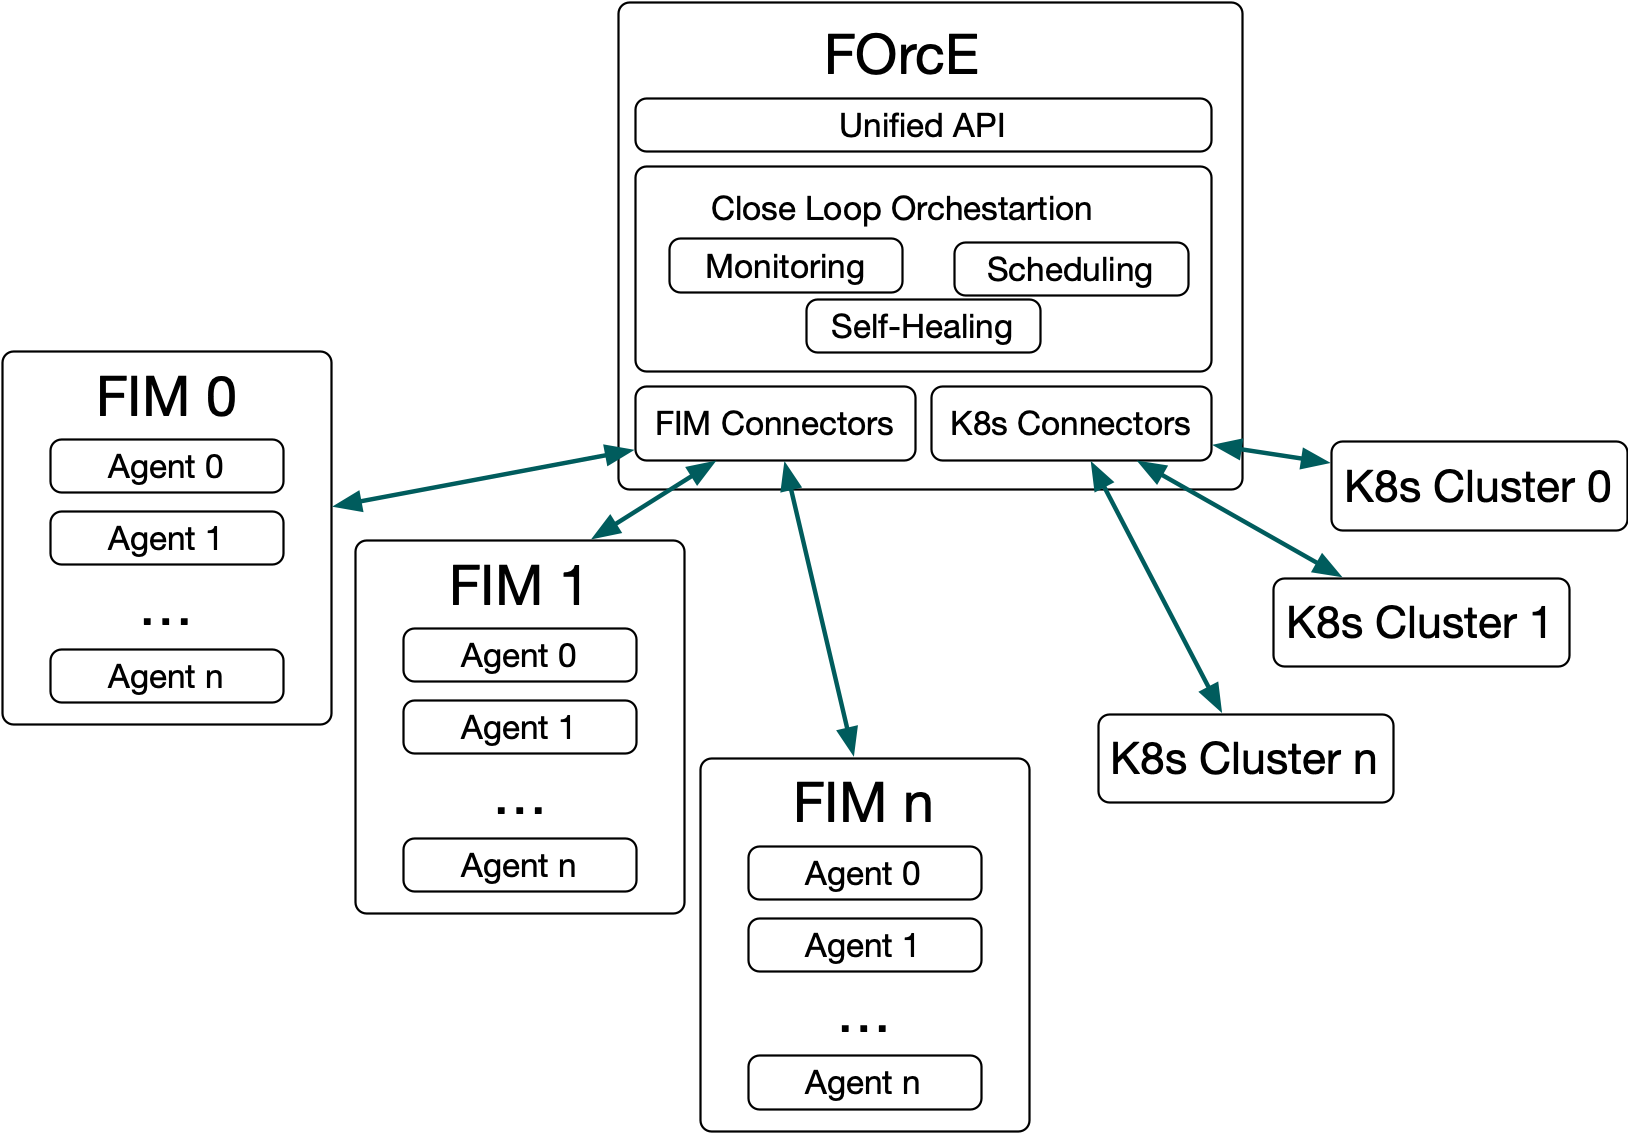 FOrcE
Unified API
Close Loop Orchestartion
Monitoring
Scheduling
Self-Healing
FIM Connectors
K8s Connectors
FIM 0
Agent 0
Agent 1
...
Agent n
FIM 1
Agent 0
Agent 1
...
Agent n
FIM n
Agent 0
Agent 1
...
Agent n
K8s Cluster 0
K8s Cluster 1
K8s Cluster n